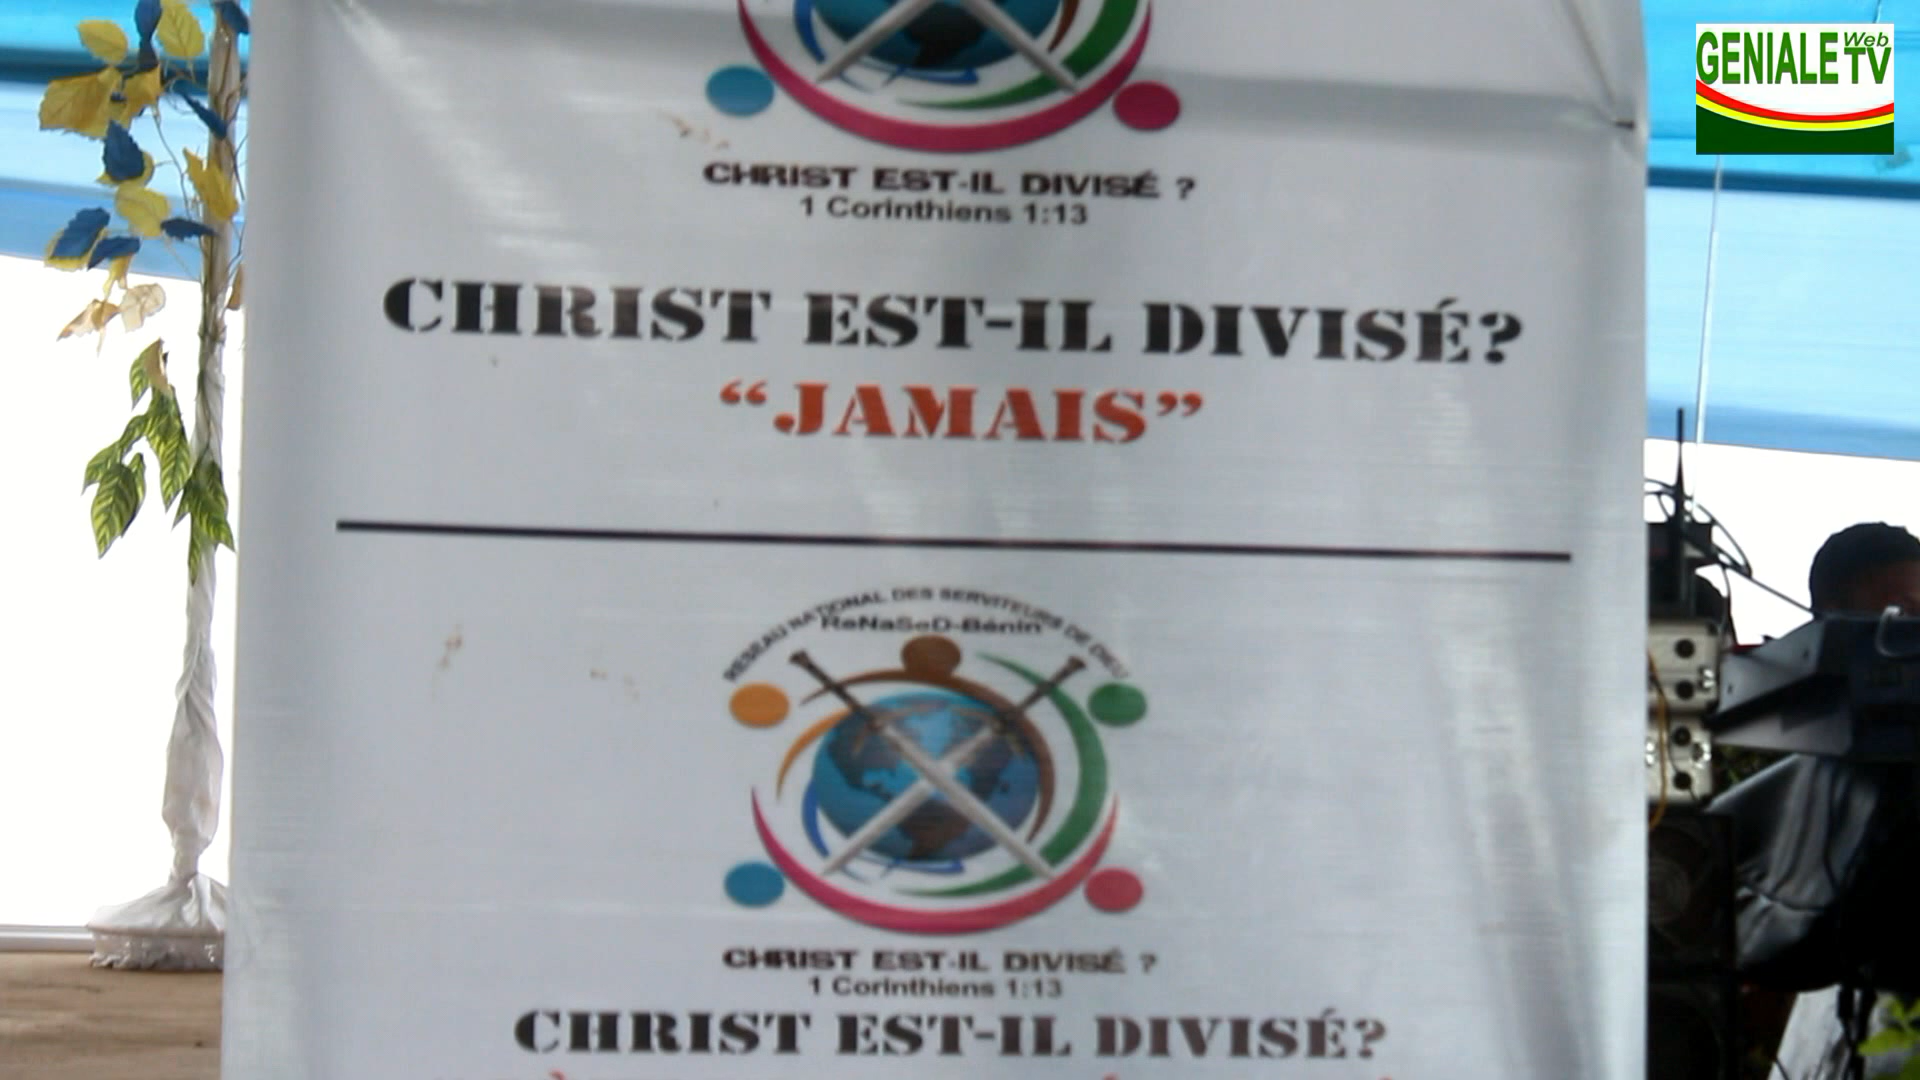 GENIALE Web TV
CHRIST EST-IL DIVISÉ ?
1 Corinthiens 1:13
CHRIST EST-IL DIVISÉ?
“JAMAIS”
RESEAU NATIONAL DES SERVITEURS DE DIEU
ReNaSeD-Bénin
CHRIST EST-IL DIVISÉ ?
1 Corinthiens 1:13
CHRIST EST-IL DIVISÉ?